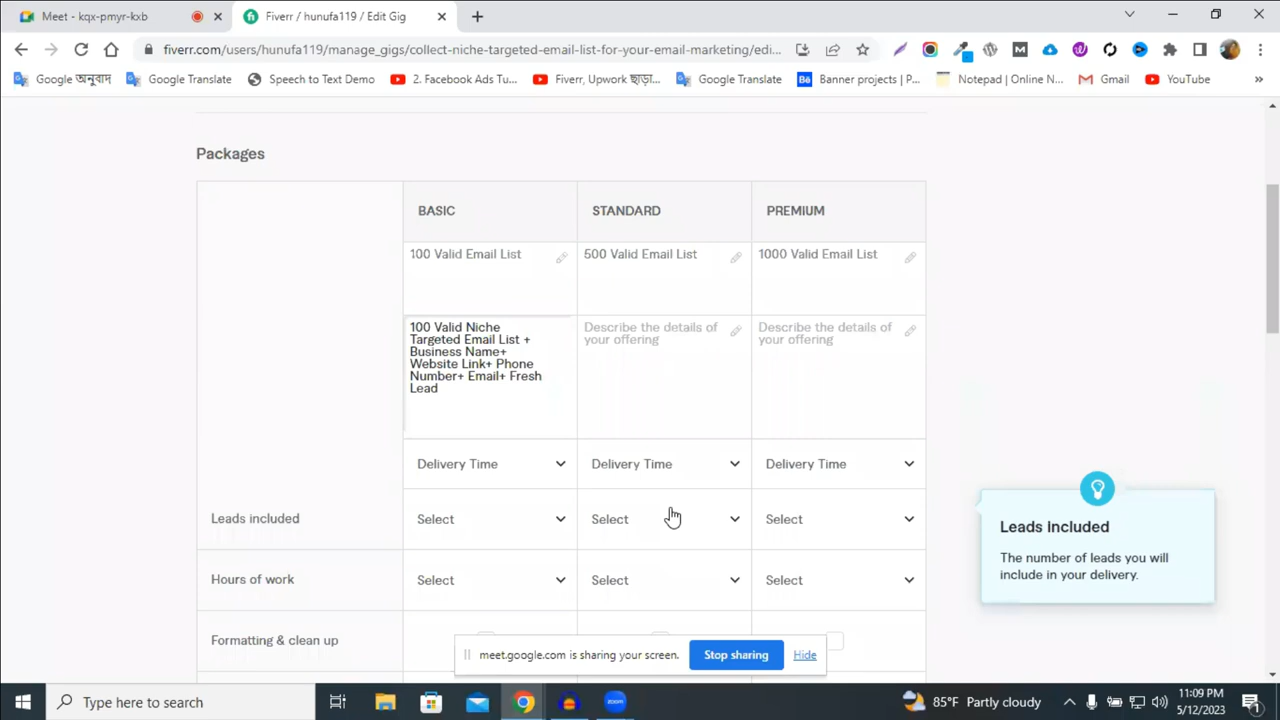 Meet - kqx-pmyr-kxb
Fiverr / hunufa119 / Edit Gig
fiverr.com/users/hunufa119/manage_gigs/collect-niche-targeted-email-list-for-your-email-marketing/edi...
Google অনুবাদ
Google Translate
Speech to Text Demo
2. Facebook Ads Tu...
Fiverr, Upwork ছাড়া...
Google Translate
Banner projects | P...
Notepad | Online N...
Gmail
YouTube
Packages
BASIC
STANDARD
PREMIUM
100 Valid Email List
500 Valid Email List
1000 Valid Email List
100 Valid Niche
Targeted Email List +
Business Name+
Website Link+ Phone
Number+ Email+ Fresh
Lead
Describe the details of
your offering
Describe the details of
your offering
Delivery Time
Delivery Time
Delivery Time
Leads included
Select
Select
Select
Leads Included
The number of leads you will
include in your delivery.
Hours of work
Select
Select
Select
Formatting & clean up
meet.google.com is sharing your screen.
Stop sharing
Hide
Type here to search
zoom
85°F Partly cloudy
11:09 PM
5/12/2023
1